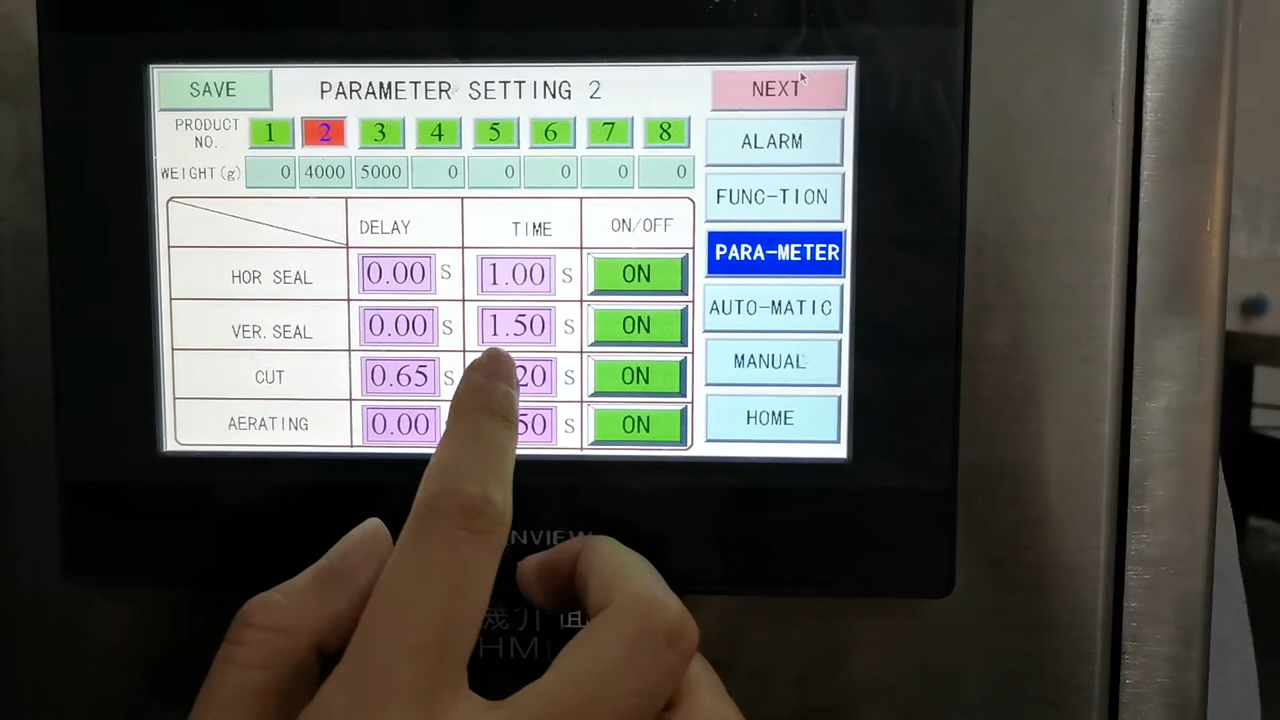 SAVE PARAMETER SETTING 2 NEXT
PRODUCT NO. 1 2 3 4 5 6 7 8
WEIGHT(g) 0 4000 5000 0 0 0 0 0
DELAY TIME ON/OFF
HOR SEAL 0.00 S 1.00 S ON
VER.SEAL 0.00 S 1.50 S ON
CUT 0.65 S 20 S ON
AERATING 0.00 50 S ON
ALARM
FUNC-TION
PARA-METER
AUTO-MATIC
MANUAL
HOME